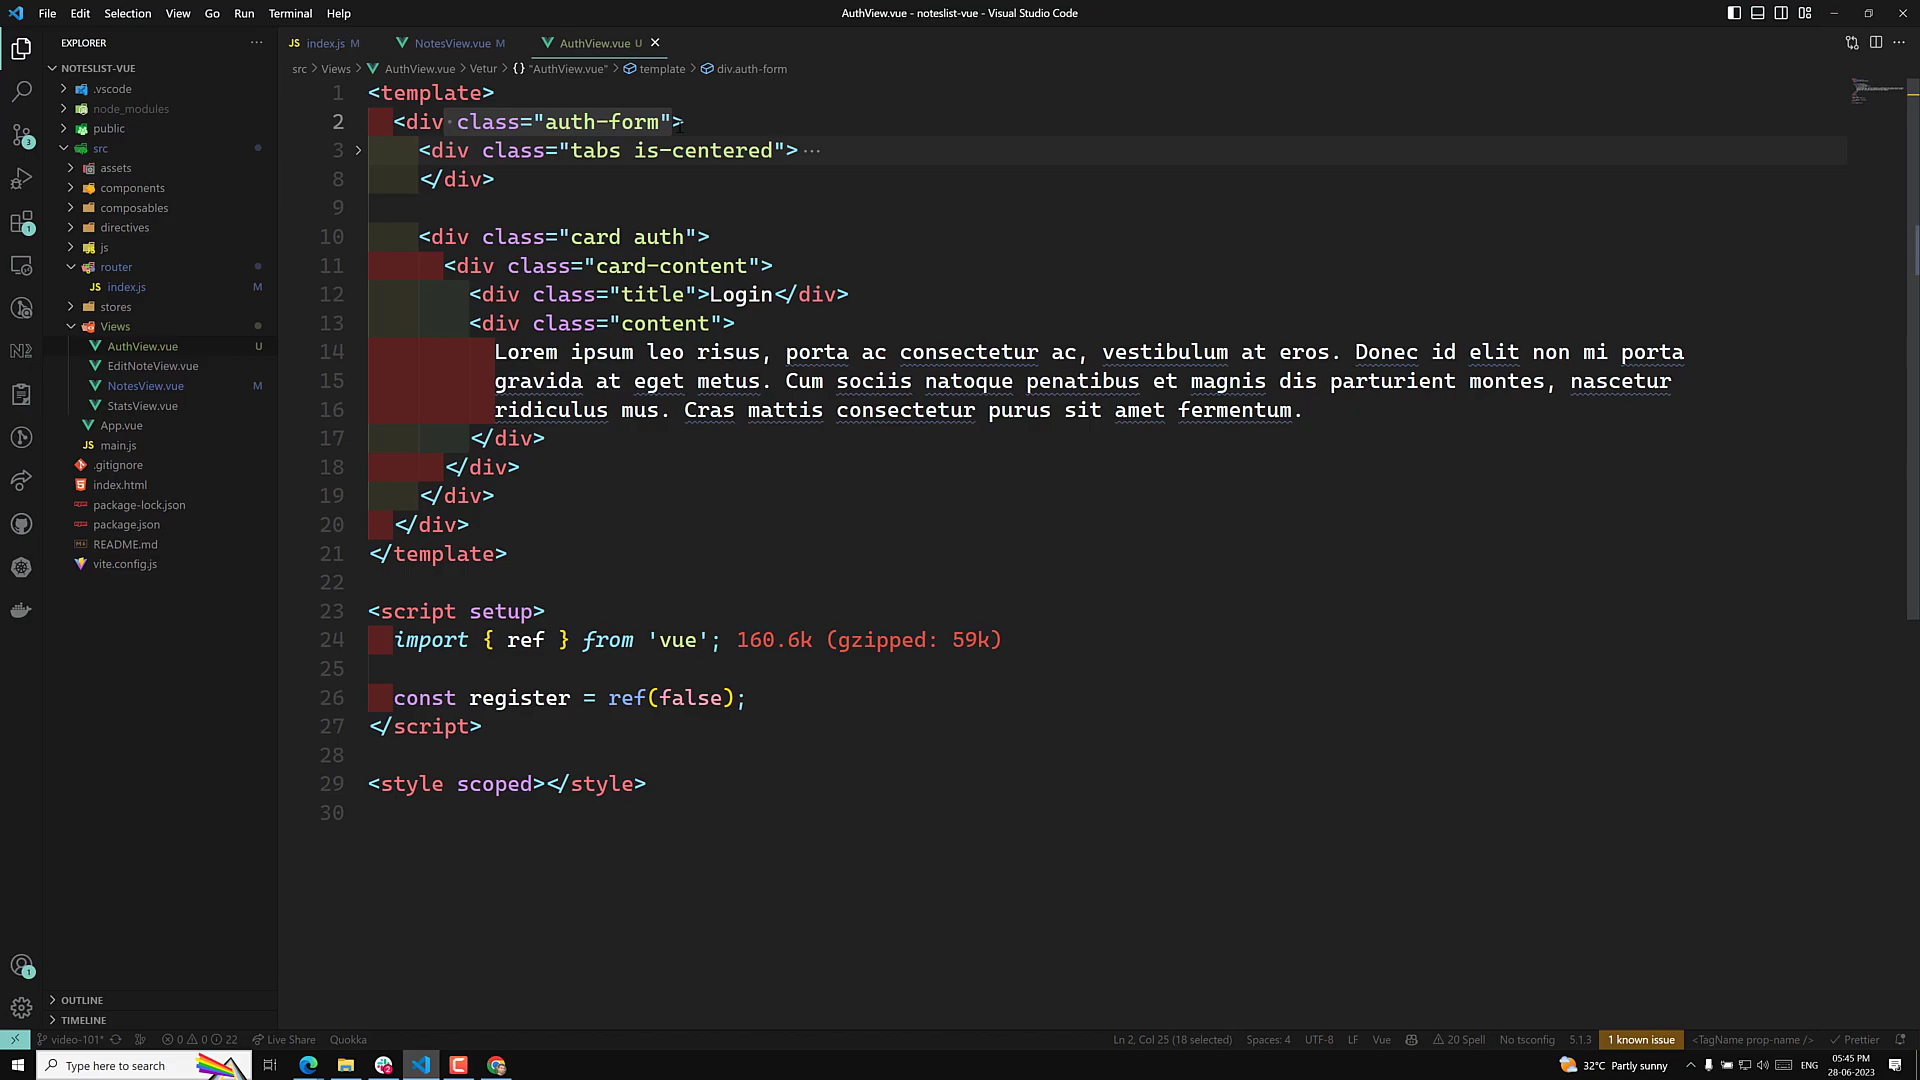 File Edit Selection View Go Run Terminal Help
AuthView.vue - noteslist-vue - Visual Studio Code
EXPLORER
NOTESLIST-VUE
.vscode
node_modules
public
src
assets
components
composables
directives
js
router
index.js M
stores
Views
AuthView.vue U
EditNoteView.vue
NotesView.vue M
StatsView.vue
App.vue
main.js
.gitignore
index.html
package-lock.json
package.json
README.md
vite.config.js
OUTLINE
TIMELINE
index.js M NotesView.vue M AuthView.vue U
src > Views > AuthView.vue > Vetur > {} "AuthView.vue" > template > div.auth-form
1 <template>
2 <div class="auth-form">
3 <div class="tabs is-centered"> ...
8 </div>
9
10 <div class="card auth">
11 <div class="card-content">
12 <div class="title">Login</div>
13 <div class="content">
14 Lorem ipsum leo risus, porta ac consectetur ac, vestibulum at eros. Donec id elit non mi porta
15 gravida at eget metus. Cum sociis natoque penatibus et magnis dis parturient montes, nascetur
16 ridiculus mus. Cras mattis consectetur purus sit amet fermentum.
17 </div>
18 </div>
19 </div>
20 </div>
21 </template>
22
23 <script setup>
24 import { ref } from 'vue'; 160.6k (gzipped: 59k)
25
26 const register = ref(false);
27 </script>
28
29 <style scoped></style>
30
video-101* 0 0 22 Live Share Quokka
Ln 2, Col 25 (18 selected) Spaces: 4 UTF-8 LF Vue 20 Spell No tsconfig 5.1.3 1 known issue <TagName prop-name /> Prettier
Type here to search
32°C Partly sunny ENG
05:45 PM
28-06-2023